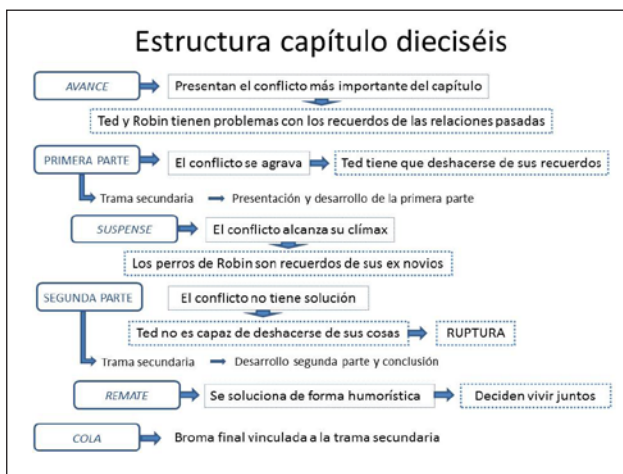 Estructura capítulo dieciséis
AVANCE
Presentan el conflicto más importante del capítulo
Ted y Robin tienen problemas con los recuerdos de las relaciones pasadas
PRIMERA PARTE
El conflicto se agrava
Ted tiene que deshacerse de sus recuerdos
Trama secundaria
Presentación y desarrollo de la primera parte
SUSPENSE
El conflicto alcanza su clímax
Los perros de Robin son recuerdos de sus ex novios
SEGUNDA PARTE
El conflicto no tiene solución
Ted no es capaz de deshacerse de sus cosas
RUPTURA
Trama secundaria
Desarrollo segunda parte y conclusión
REMATE
Se soluciona de forma humorística
Deciden vivir juntos
COLA
Broma final vinculada a la trama secundaria